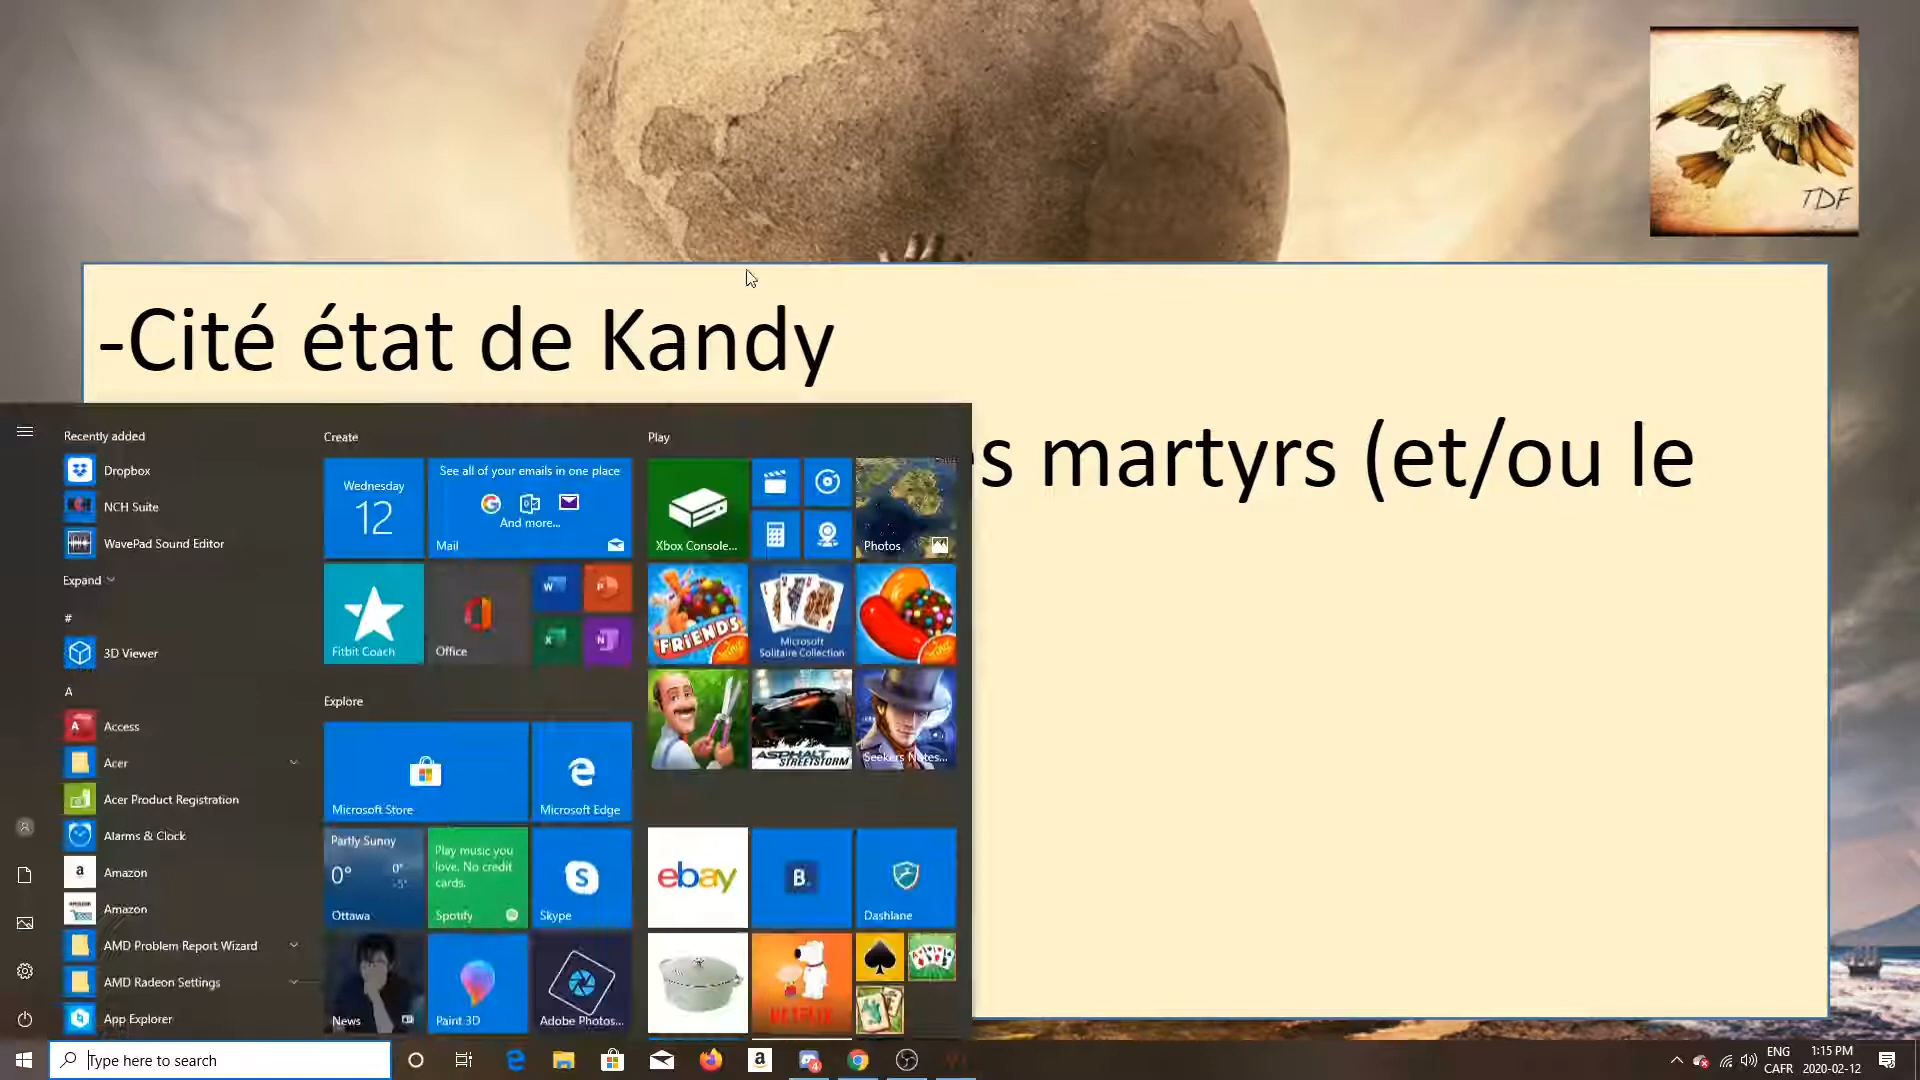 TDF
-Cité état de Kandy
s martyrs (et/ou le
Recently added
Dropbox
NCH Suite
WavePad Sound Editor
Expand
#
3D Viewer
A
Access
Acer
Acer Product Registration
Alarms & Clock
Amazon
Amazon
AMD Problem Report Wizard
AMD Radeon Settings
App Explorer
Create
Wednesday
12
See all of your emails in one place
And more...
Mail
Fitbit Coach
Office
Explore
Microsoft Store
Microsoft Edge
Partly Sunny
0°
0°
-5°
Ottawa
Play music you
love. No credit
cards.
Spotify
Skype
News
Paint 3D
Adobe Photos...
Play
Xbox Console...
Photos
FRIENDS
Microsoft
Solitaire Collection
ASPHALT
STREETSTORM
Seekers Notes...
ebay
B.
Dashlane
NETFLIX
Type here to search
ENG
CAFR
1:15 PM
2020-02-12